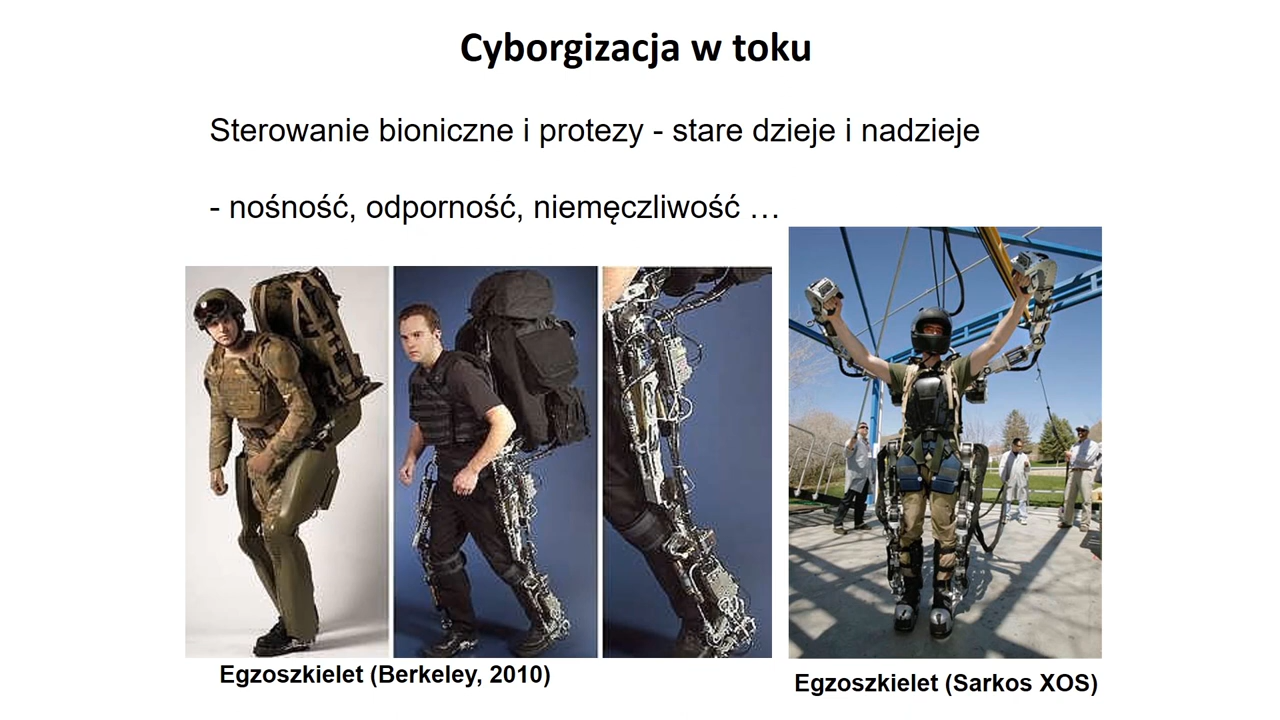 Cyborgizacja w toku
Sterowanie bioniczne i protezy - stare dzieje i nadzieje
- nośność, odporność, niemęczliwość …
Egzoszkielet (Berkeley, 2010)
Egzoszkielet (Sarkos XOS)